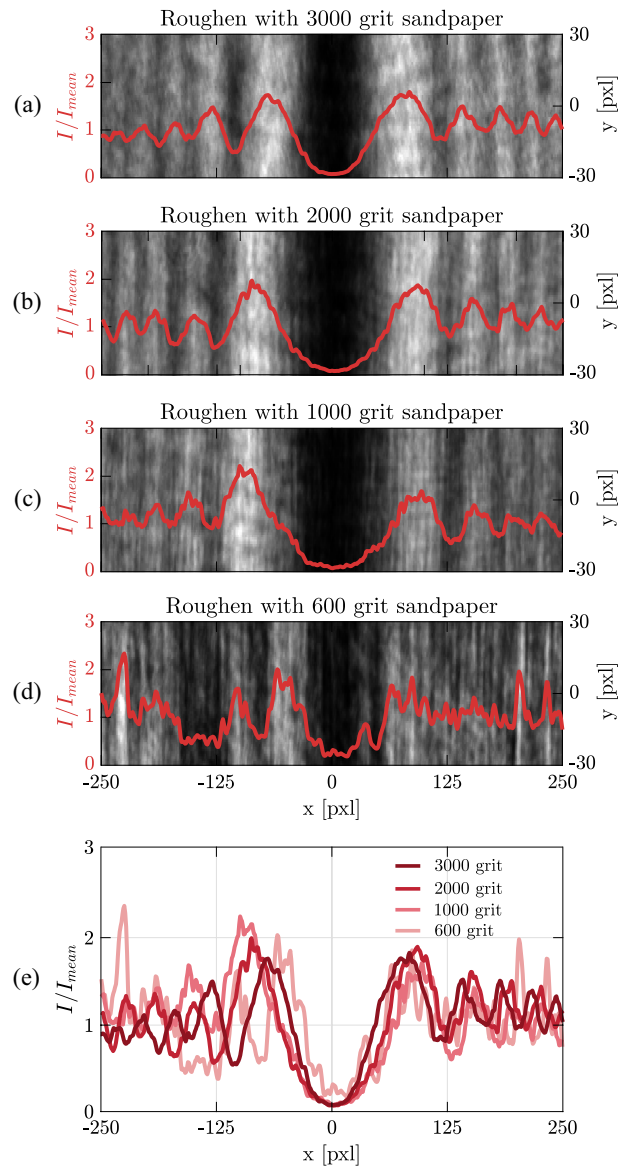 Roughen with 3000 grit sandpaper
(a)
I/I_mean
3
2
1
0
30
0
-30
y [pxl]
Roughen with 2000 grit sandpaper
(b)
I/I_mean
3
2
1
0
30
0
-30
y [pxl]
Roughen with 1000 grit sandpaper
(c)
I/I_mean
3
2
1
0
30
0
-30
y [pxl]
Roughen with 600 grit sandpaper
(d)
I/I_mean
3
2
1
0
30
0
-30
y [pxl]
-250 -125 0 125 250
x [pxl]
(e)
I/I_mean
3
2
1
0
3000 grit
2000 grit
1000 grit
600 grit
-250 -125 0 125 250
x [pxl]